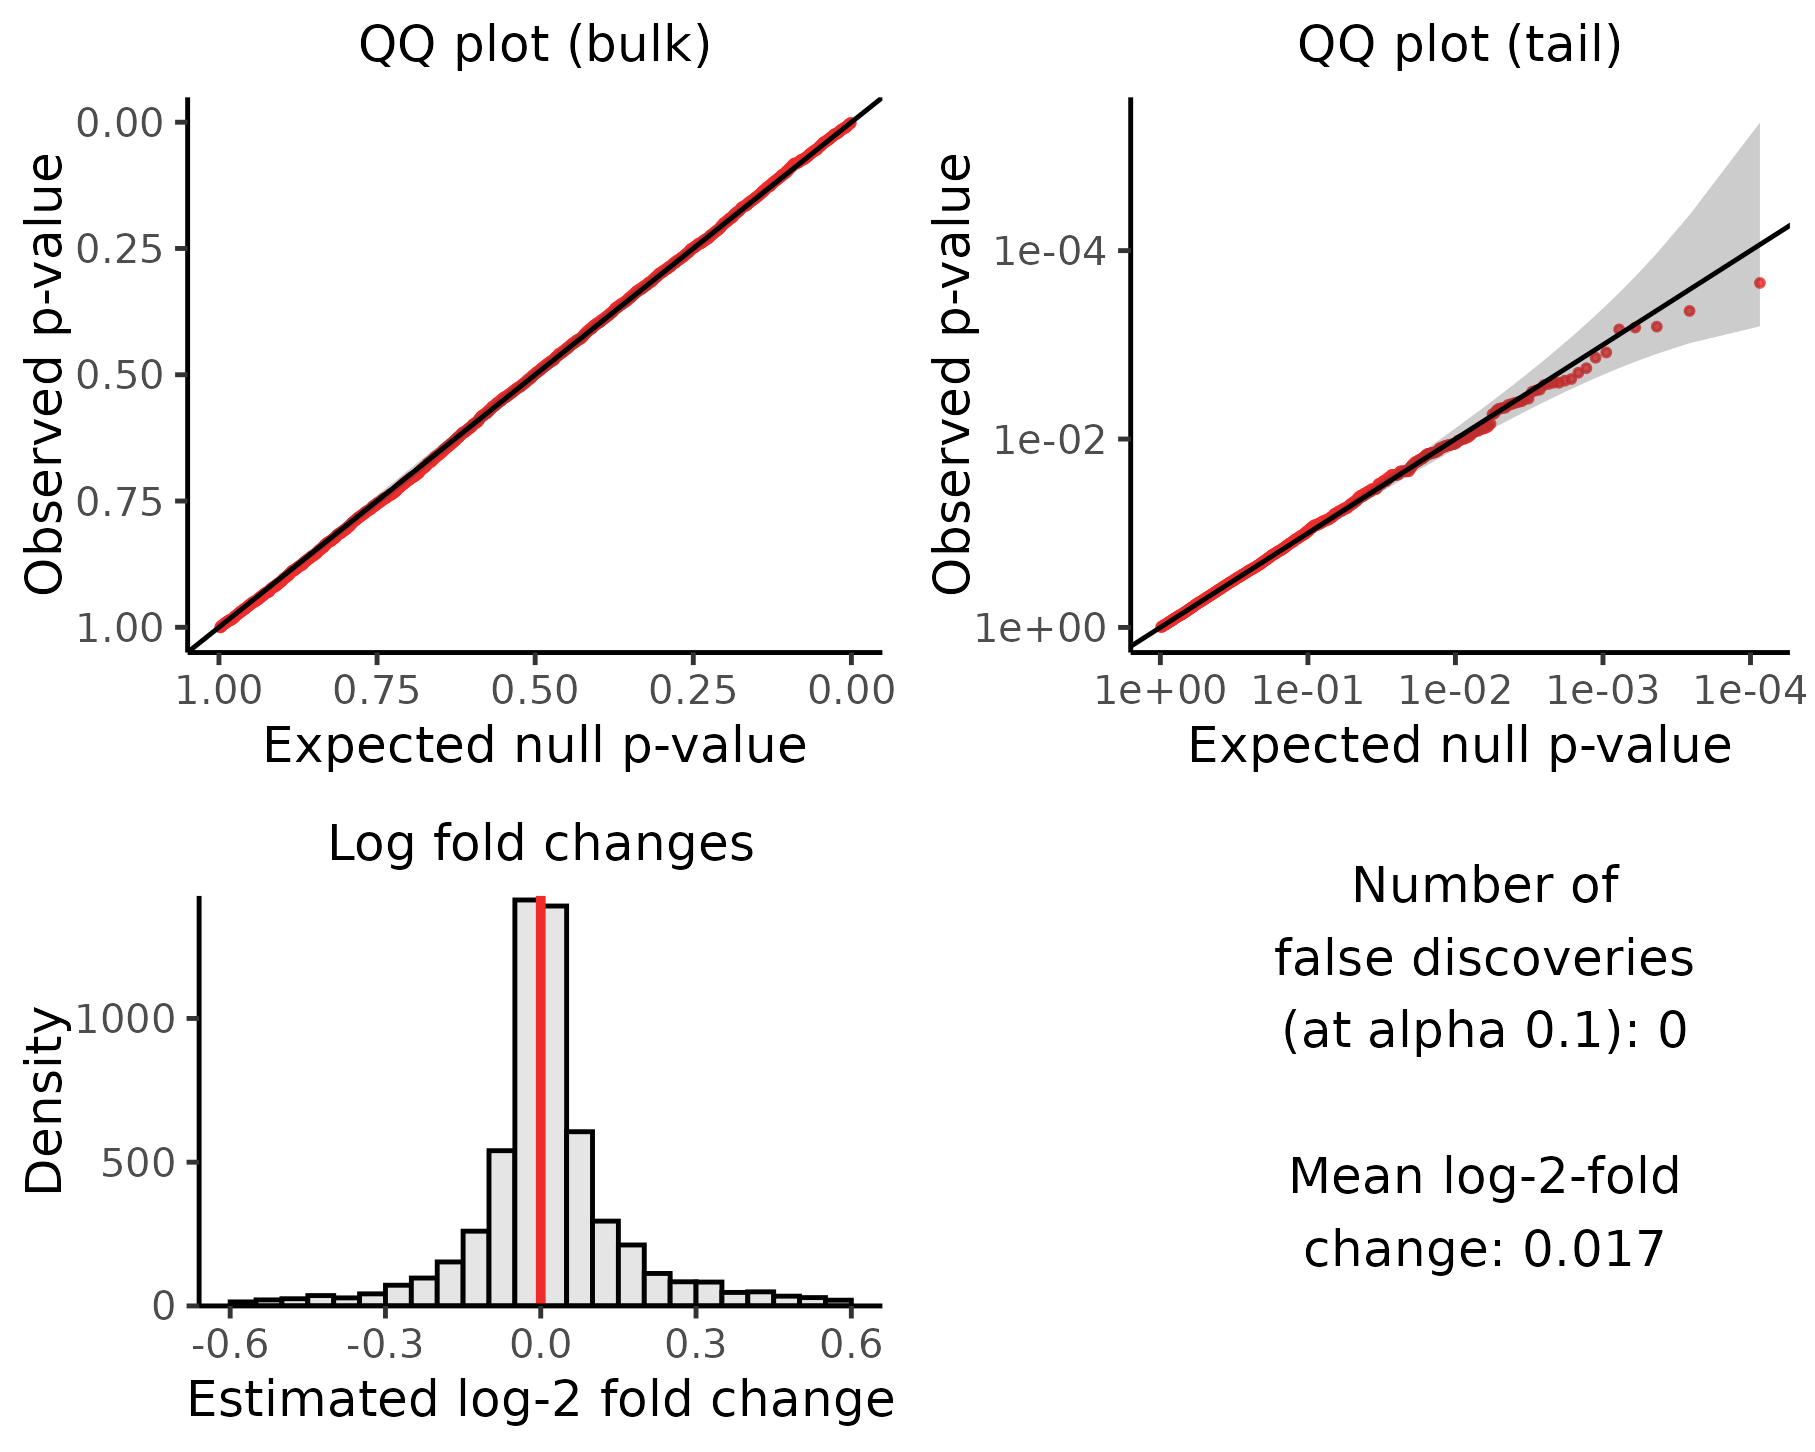 QQ plot (bulk)
Observed p-value
0.00
0.25
0.50
0.75
1.00
1.00 0.75 0.50 0.25 0.00
Expected null p-value
QQ plot (tail)
Observed p-value
1e-04
1e-02
1e+00
1e+00 1e-01 1e-02 1e-03 1e-04
Expected null p-value
Log fold changes
Density
1000
500
0
-0.6 -0.3 0.0 0.3 0.6
Estimated log-2 fold change
Number of
false discoveries
(at alpha 0.1): 0
Mean log-2-fold
change: 0.017